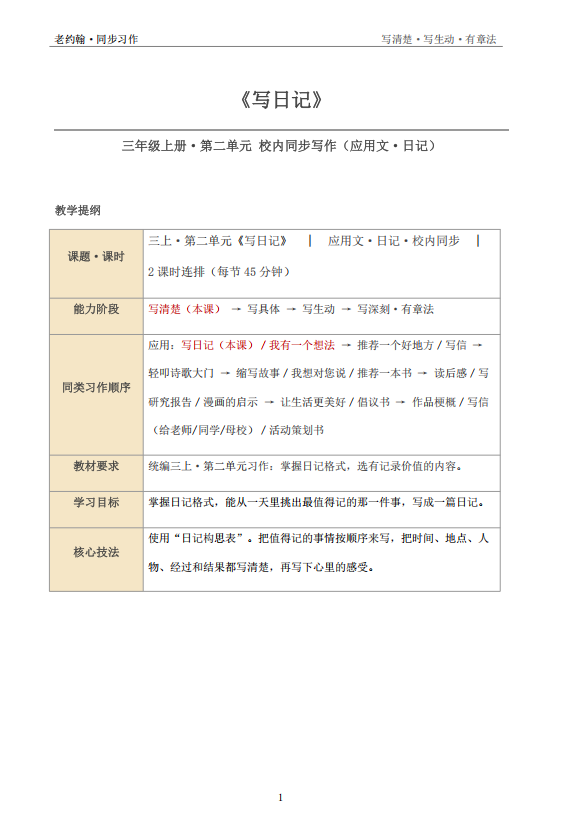 老约翰·同步习作
写清楚·写生动·有章法
《写日记》
三年级上册·第二单元 校内同步写作（应用文·日记）
教学提纲
课题·课时
三上·第二单元《写日记》 | 应用文·日记·校内同步 |
2 课时连排（每节 45 分钟）
能力阶段
写清楚（本课） → 写具体 → 写生动 → 写深刻·有章法
同类习作顺序
应用：写日记（本课）/ 我有一个想法 → 推荐一个好地方 / 写信 →
轻叩诗歌大门 → 缩写故事 / 我想对您说 / 推荐一本书 → 读后感 / 写
研究报告 / 漫画的启示 → 让生活更美好 / 倡议书 → 作品梗概 / 写信
（给老师/同学/母校）/ 活动策划书
教材要求
统编三上·第二单元习作：掌握日记格式，选有记录价值的内容。
学习目标
掌握日记格式，能从一天里挑出最值得记的那一件事，写成一篇日记。
核心技法
使用“日记构思表”。把值得记的事情按顺序来写，把时间、地点、人
物、经过和结果都写清楚，再写下心里的感受。
1